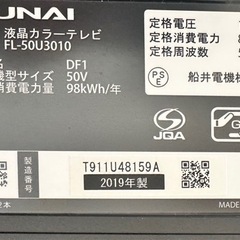 UNAI
液晶カラーテレビ
FL-50U3010
名 DF1
機型サイズ 50V
消費電力量 98kWh/年
定格電圧
定格消費電力
定格周波数
船井電機
PSE
JQA
製造番号
T911U48159A
2019年製